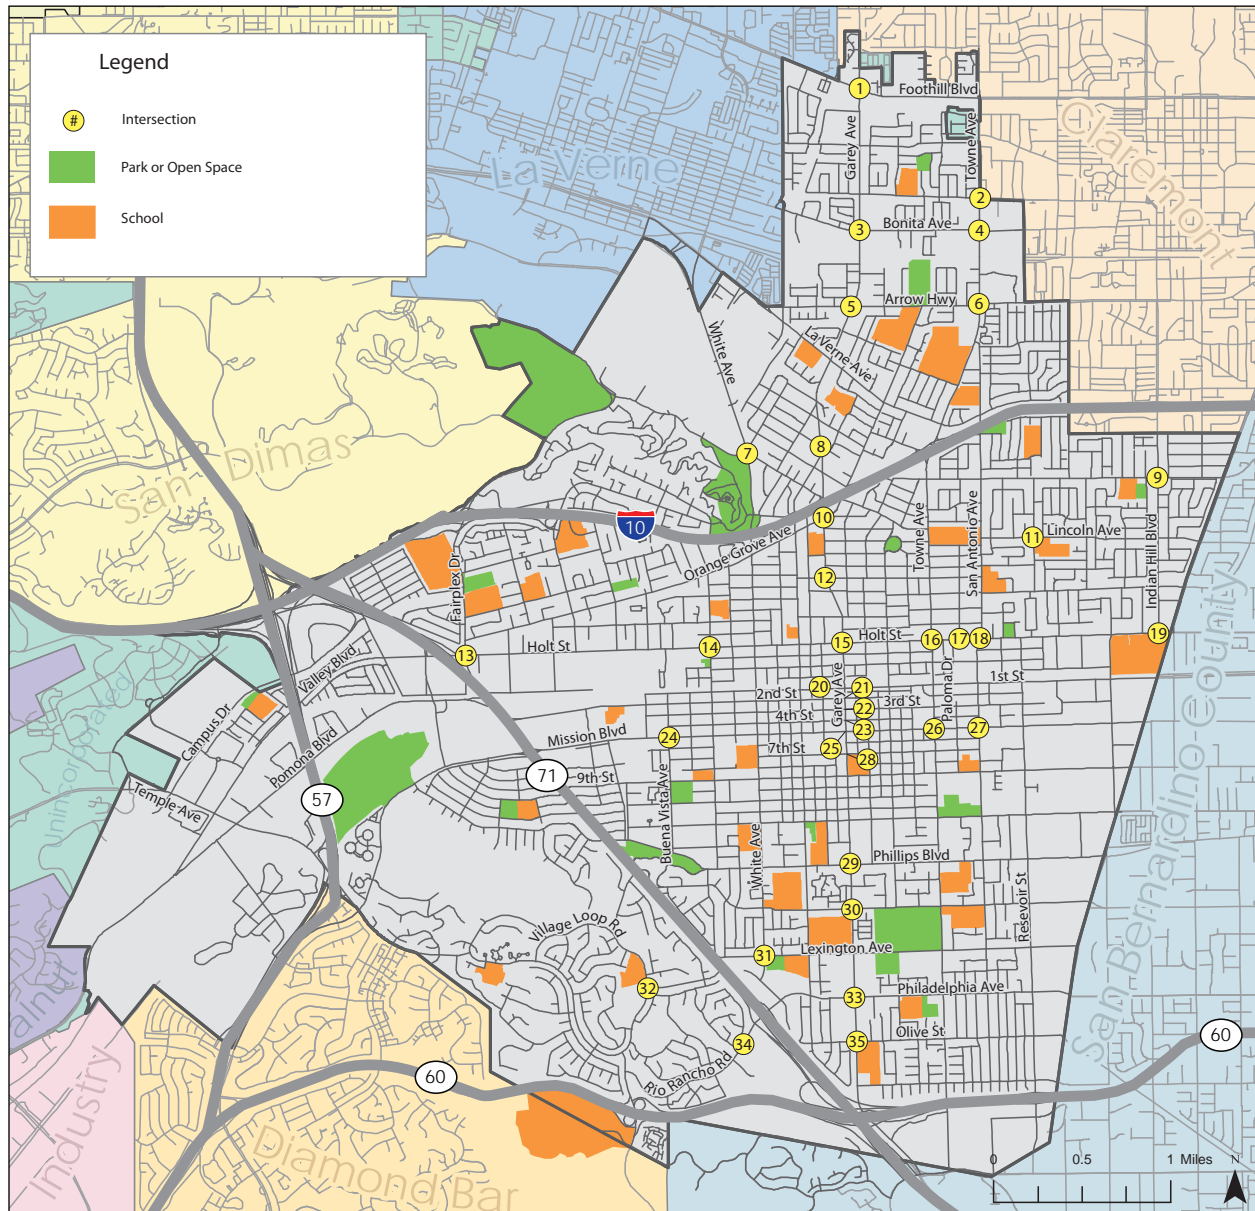 Legend
# Intersection
Park or Open Space
School
La Verne
Claremont
San Dimas
Unincorporated
Walnut
Industry
Diamond Bar
San Bernardino County
1
Foothill Blvd
Garey Ave
Towne Ave
2
3
Bonita Ave
4
5
Arrow Hwy
6
White Ave
La Verne Ave
7
8
9
10
10
Orange Grove Ave
Towne Ave
San Antonio Ave
11
Lincoln Ave
Indian Hill Blvd
12
Fairplex Dr
13
Holt St
14
15
Holt St
16
17
18
19
Valley Blvd
Campus Dr
Pomona Blvd
Temple Ave
57
71
Mission Blvd
9th St
20
21
2nd St
Garey Ave
3rd St
Paloma Dr
1st St
22
4th St
23
24
7th St
25
26
27
28
Buena Vista Ave
White Ave
29
Phillips Blvd
30
Resevoir St
31
Lexington Ave
Village Loop Rd
32
33
Philadelphia Ave
34
35
Olive St
Rio Rancho Rd
60
60
0 0.5 1 Miles
N